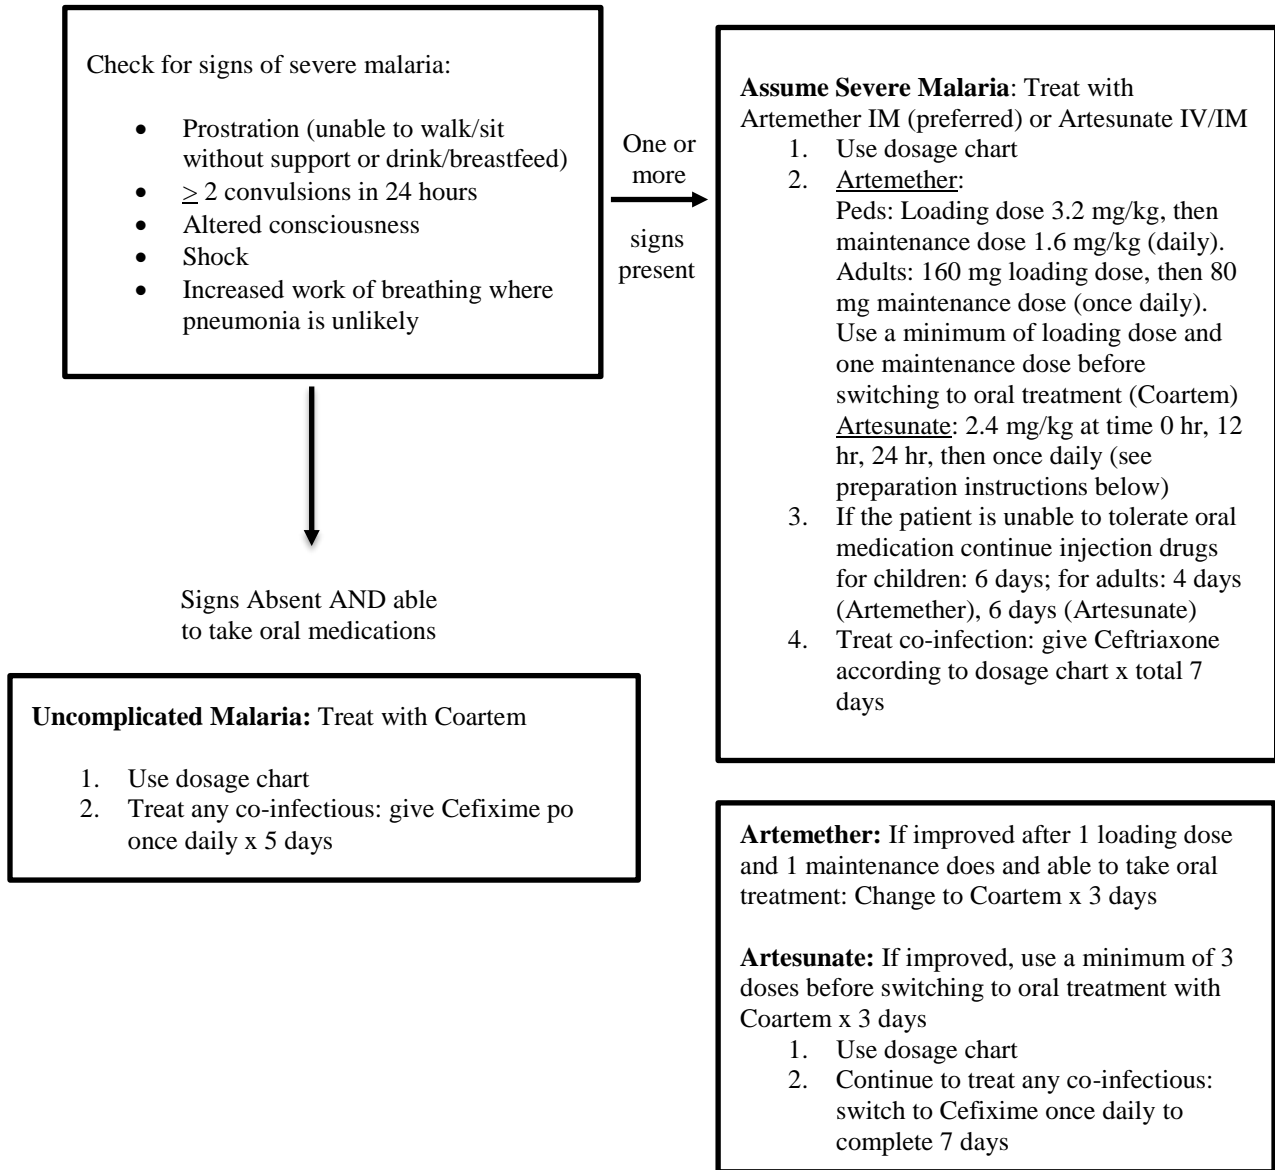 Check for signs of severe malaria:
• Prostration (unable to walk/sit
without support or drink/breastfeed)
• > 2 convulsions in 24 hours
• Altered consciousness
• Shock
• Increased work of breathing where
pneumonia is unlikely
One or
more
signs
present
Assume Severe Malaria: Treat with
Artemether IM (preferred) or Artesunate IV/IM
1. Use dosage chart
2. Artemether:
Peds: Loading dose 3.2 mg/kg, then
maintenance dose 1.6 mg/kg (daily).
Adults: 160 mg loading dose, then 80
mg maintenance dose (once daily).
Use a minimum of loading dose and
one maintenance dose before
switching to oral treatment (Coartem)
Artesunate: 2.4 mg/kg at time 0 hr, 12
hr, 24 hr, then once daily (see
preparation instructions below)
3. If the patient is unable to tolerate oral
medication continue injection drugs
for children: 6 days; for adults: 4 days
(Artemether), 6 days (Artesunate)
4. Treat co-infection: give Ceftriaxone
according to dosage chart x total 7
days
Signs Absent AND able
to take oral medications
Uncomplicated Malaria: Treat with Coartem
1. Use dosage chart
2. Treat any co-infectious: give Cefixime po
once daily x 5 days
Artemether: If improved after 1 loading dose
and 1 maintenance does and able to take oral
treatment: Change to Coartem x 3 days
Artesunate: If improved, use a minimum of 3
doses before switching to oral treatment with
Coartem x 3 days
1. Use dosage chart
2. Continue to treat any co-infectious:
switch to Cefixime once daily to
complete 7 days